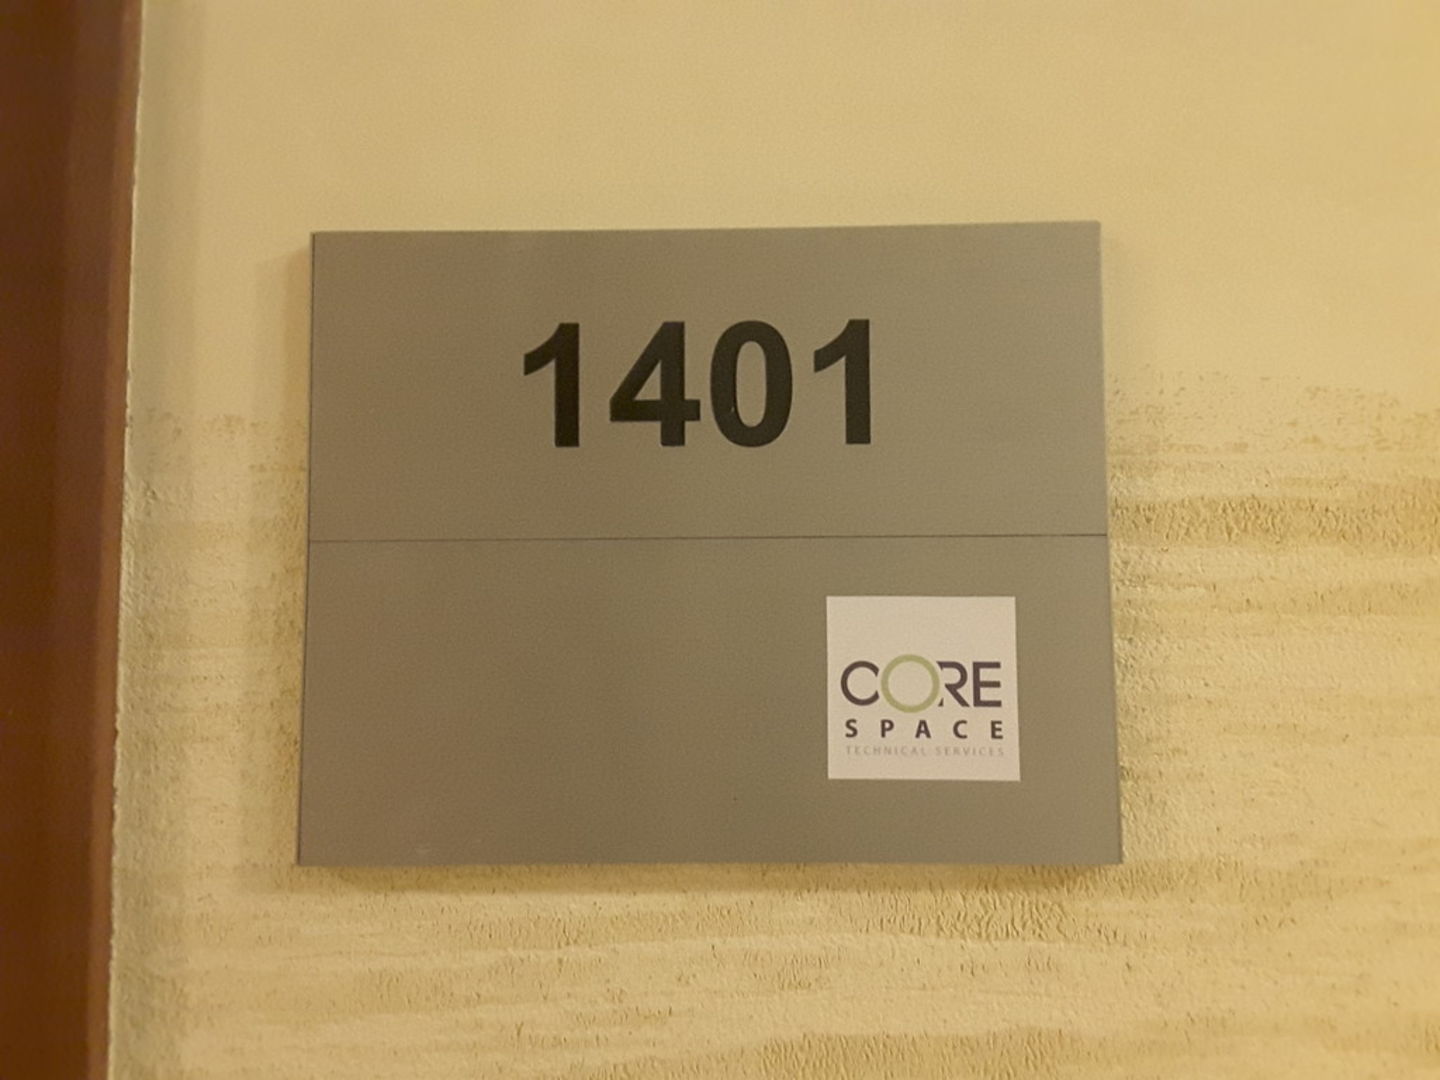 1401
CORE
SPACE
TECHNICAL SERVICES